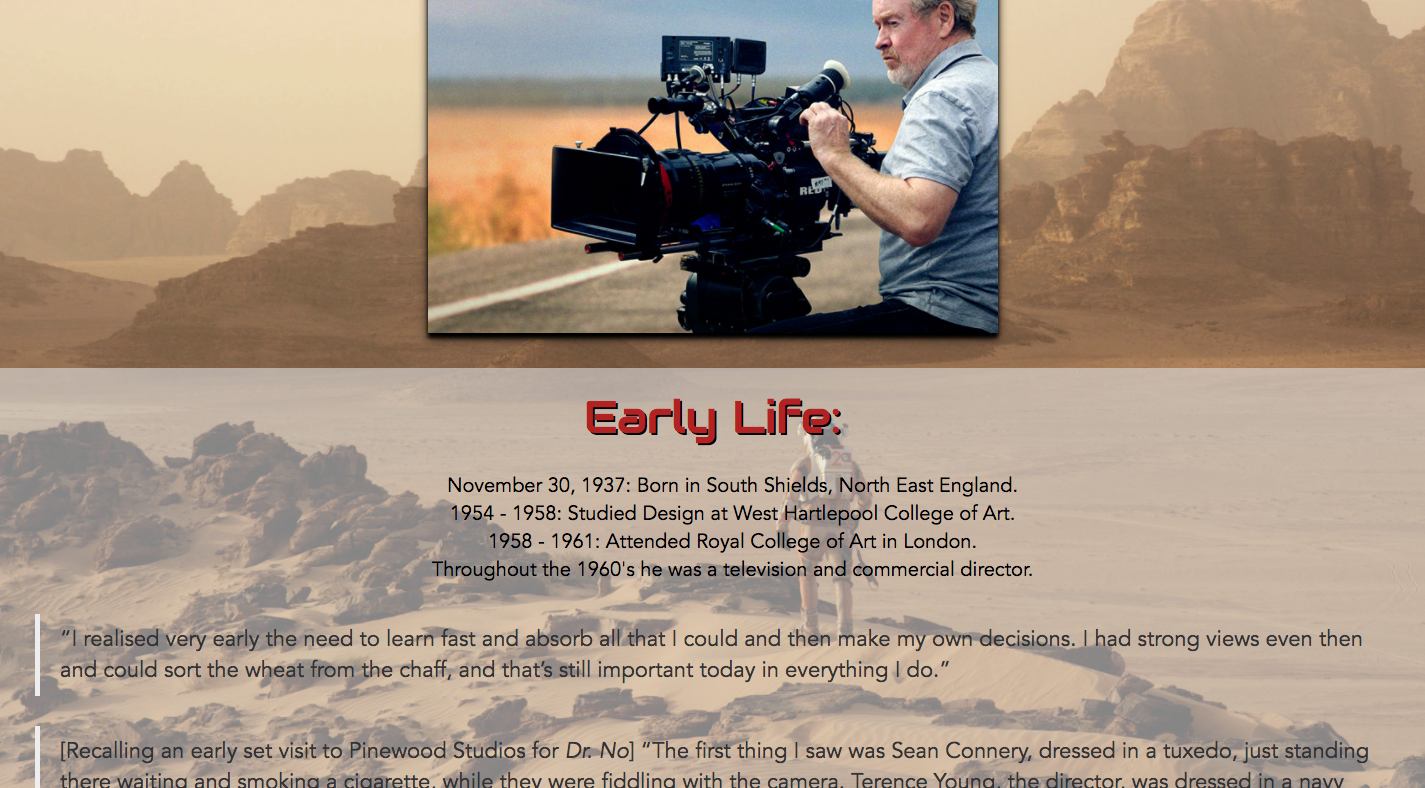 RED
Early Life:
November 30, 1937: Born in South Shields, North East England.
1954 - 1958: Studied Design at West Hartlepool College of Art.
1958 - 1961: Attended Royal College of Art in London.
Throughout the 1960's he was a television and commercial director.
“I realised very early the need to learn fast and absorb all that I could and then make my own decisions. I had strong views even then
and could sort the wheat from the chaff, and that’s still important today in everything I do.”
[Recalling an early set visit to Pinewood Studios for Dr. No] “The first thing I saw was Sean Connery, dressed in a tuxedo, just standing
there waiting and smoking a cigarette, while they were fiddling with the camera. Terence Young, the director, was dressed in a navy